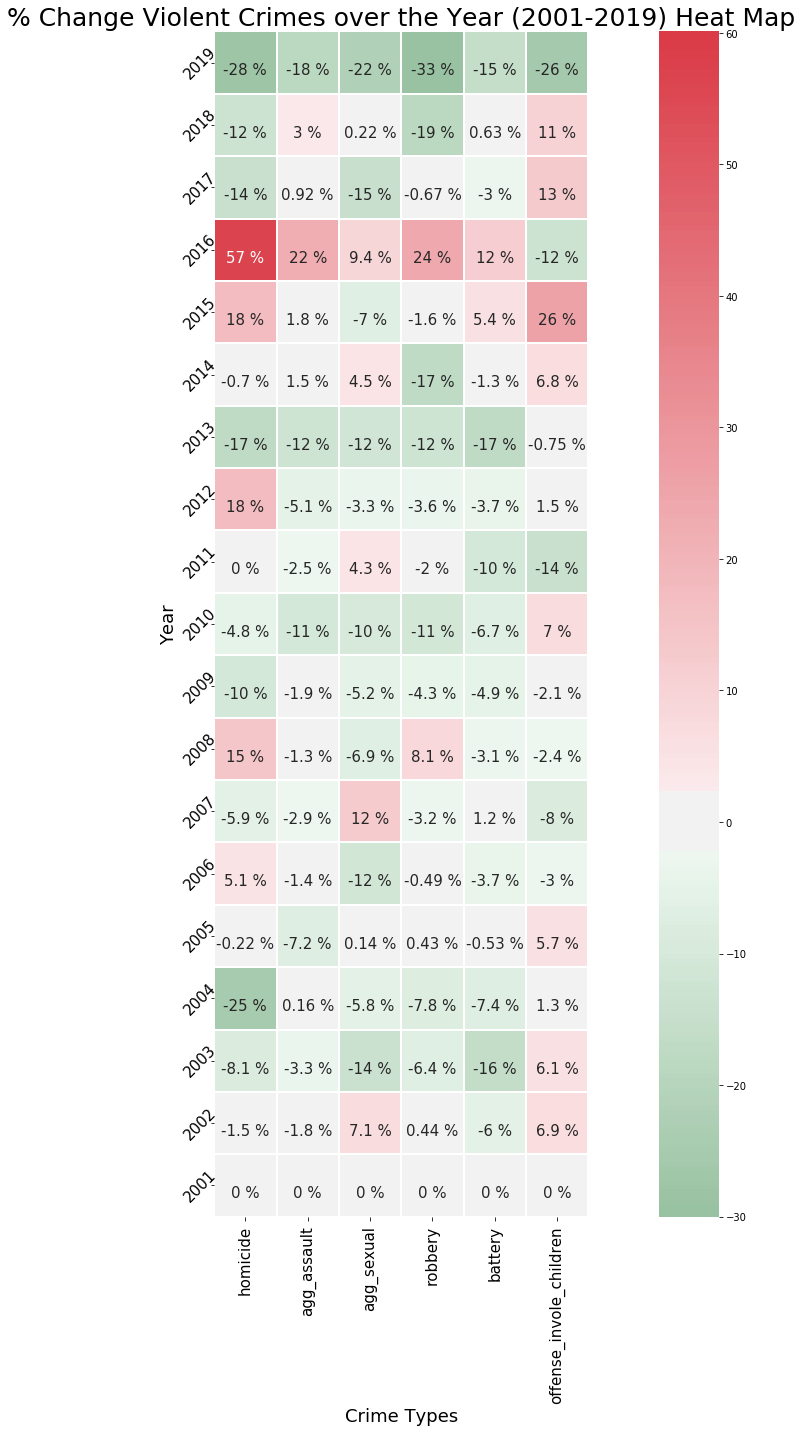 % Change Violent Crimes over the Year (2001-2019) Heat Map
2019 -28 % -18 % -22 % -33 % -15 % -26 %
2018 -12 % 3 % 0.22 % -19 % 0.63 % 11 %
2017 -14 % 0.92 % -15 % -0.67 % -3 % 13 %
2016 57 % 22 % 9.4 % 24 % 12 % -12 %
2015 18 % 1.8 % -7 % -1.6 % 5.4 % 26 %
2014 -0.7 % 1.5 % 4.5 % -17 % -1.3 % 6.8 %
2013 -17 % -12 % -12 % -12 % -17 % -0.75 %
2012 18 % -5.1 % -3.3 % -3.6 % -3.7 % 1.5 %
2011 0 % -2.5 % 4.3 % -2 % -10 % -14 %
2010 -4.8 % -11 % -10 % -11 % -6.7 % 7 %
2009 -10 % -1.9 % -5.2 % -4.3 % -4.9 % -2.1 %
2008 15 % -1.3 % -6.9 % 8.1 % -3.1 % -2.4 %
2007 -5.9 % -2.9 % 12 % -3.2 % 1.2 % -8 %
2006 5.1 % -1.4 % -12 % -0.49 % -3.7 % -3 %
2005 -0.22 % -7.2 % 0.14 % 0.43 % -0.53 % 5.7 %
2004 -25 % 0.16 % -5.8 % -7.8 % -7.4 % 1.3 %
2003 -8.1 % -3.3 % -14 % -6.4 % -16 % 6.1 %
2002 -1.5 % -1.8 % 7.1 % 0.44 % -6 % 6.9 %
2001 0 % 0 % 0 % 0 % 0 % 0 %
Year
homicide
agg_assault
agg_sexual
robbery
battery
offense_invole_children
Crime Types
60
50
40
30
20
10
0
−10
−20
−30